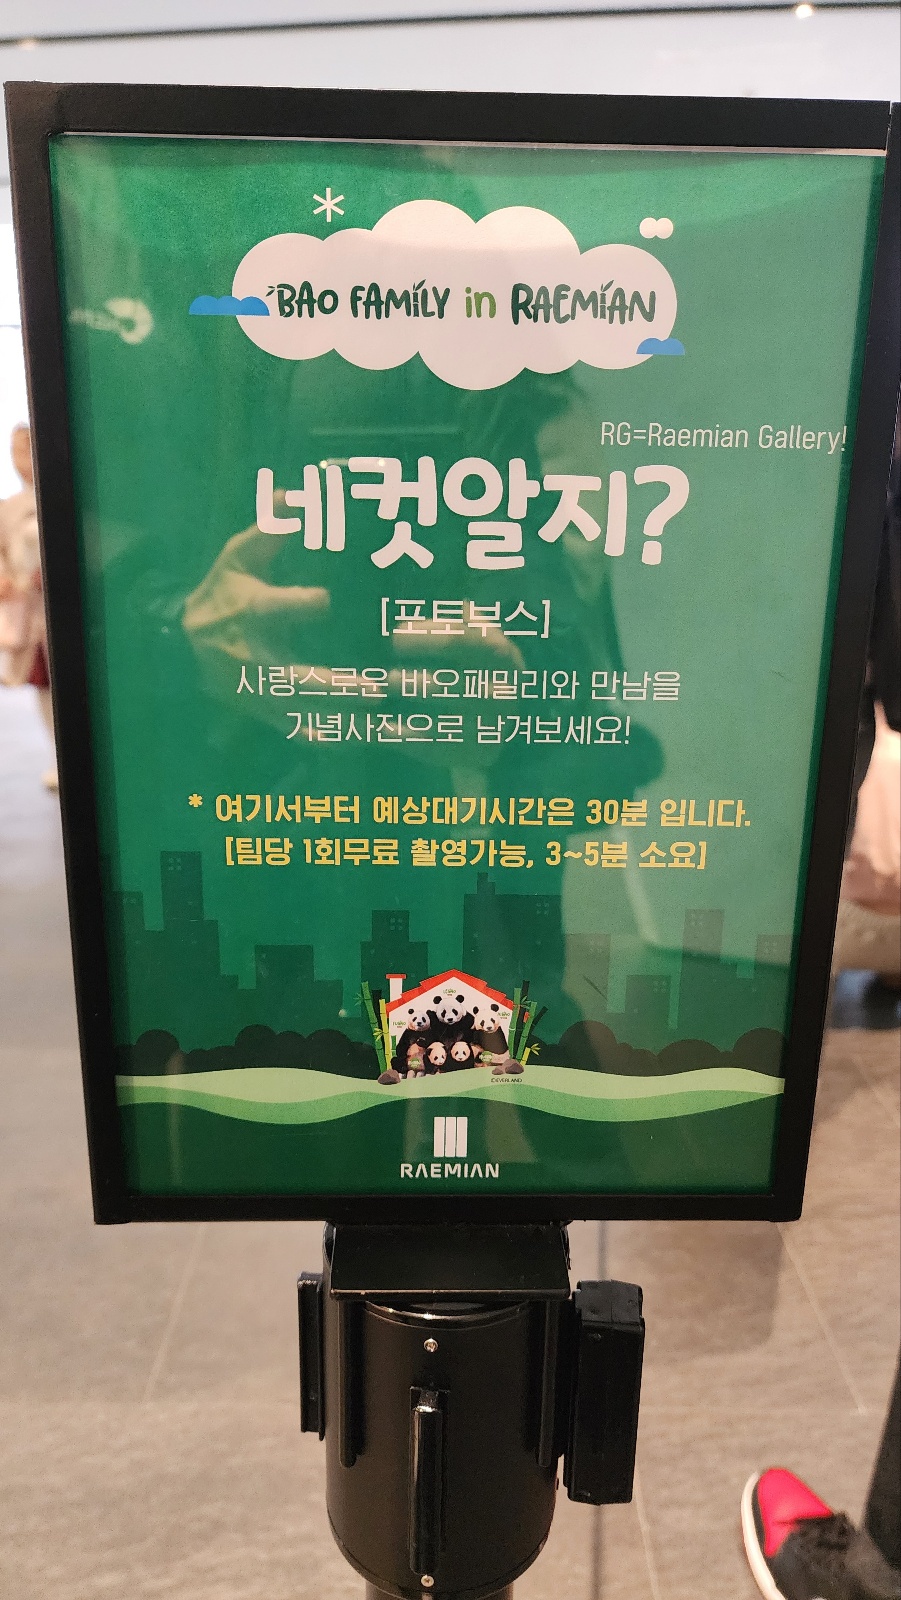 BAO FAMILY in RAEMIAN
RG=Raemian Gallery!
네컷알지?
[포토부스]
사랑스로운 바오패밀리와 만남을
기념사진으로 남겨보세요!
* 여기서부터 예상대기시간은 30분 입니다.
[팀당 1회무료 촬영가능, 3~5분 소요]
©EVERLAND
RAEMIAN